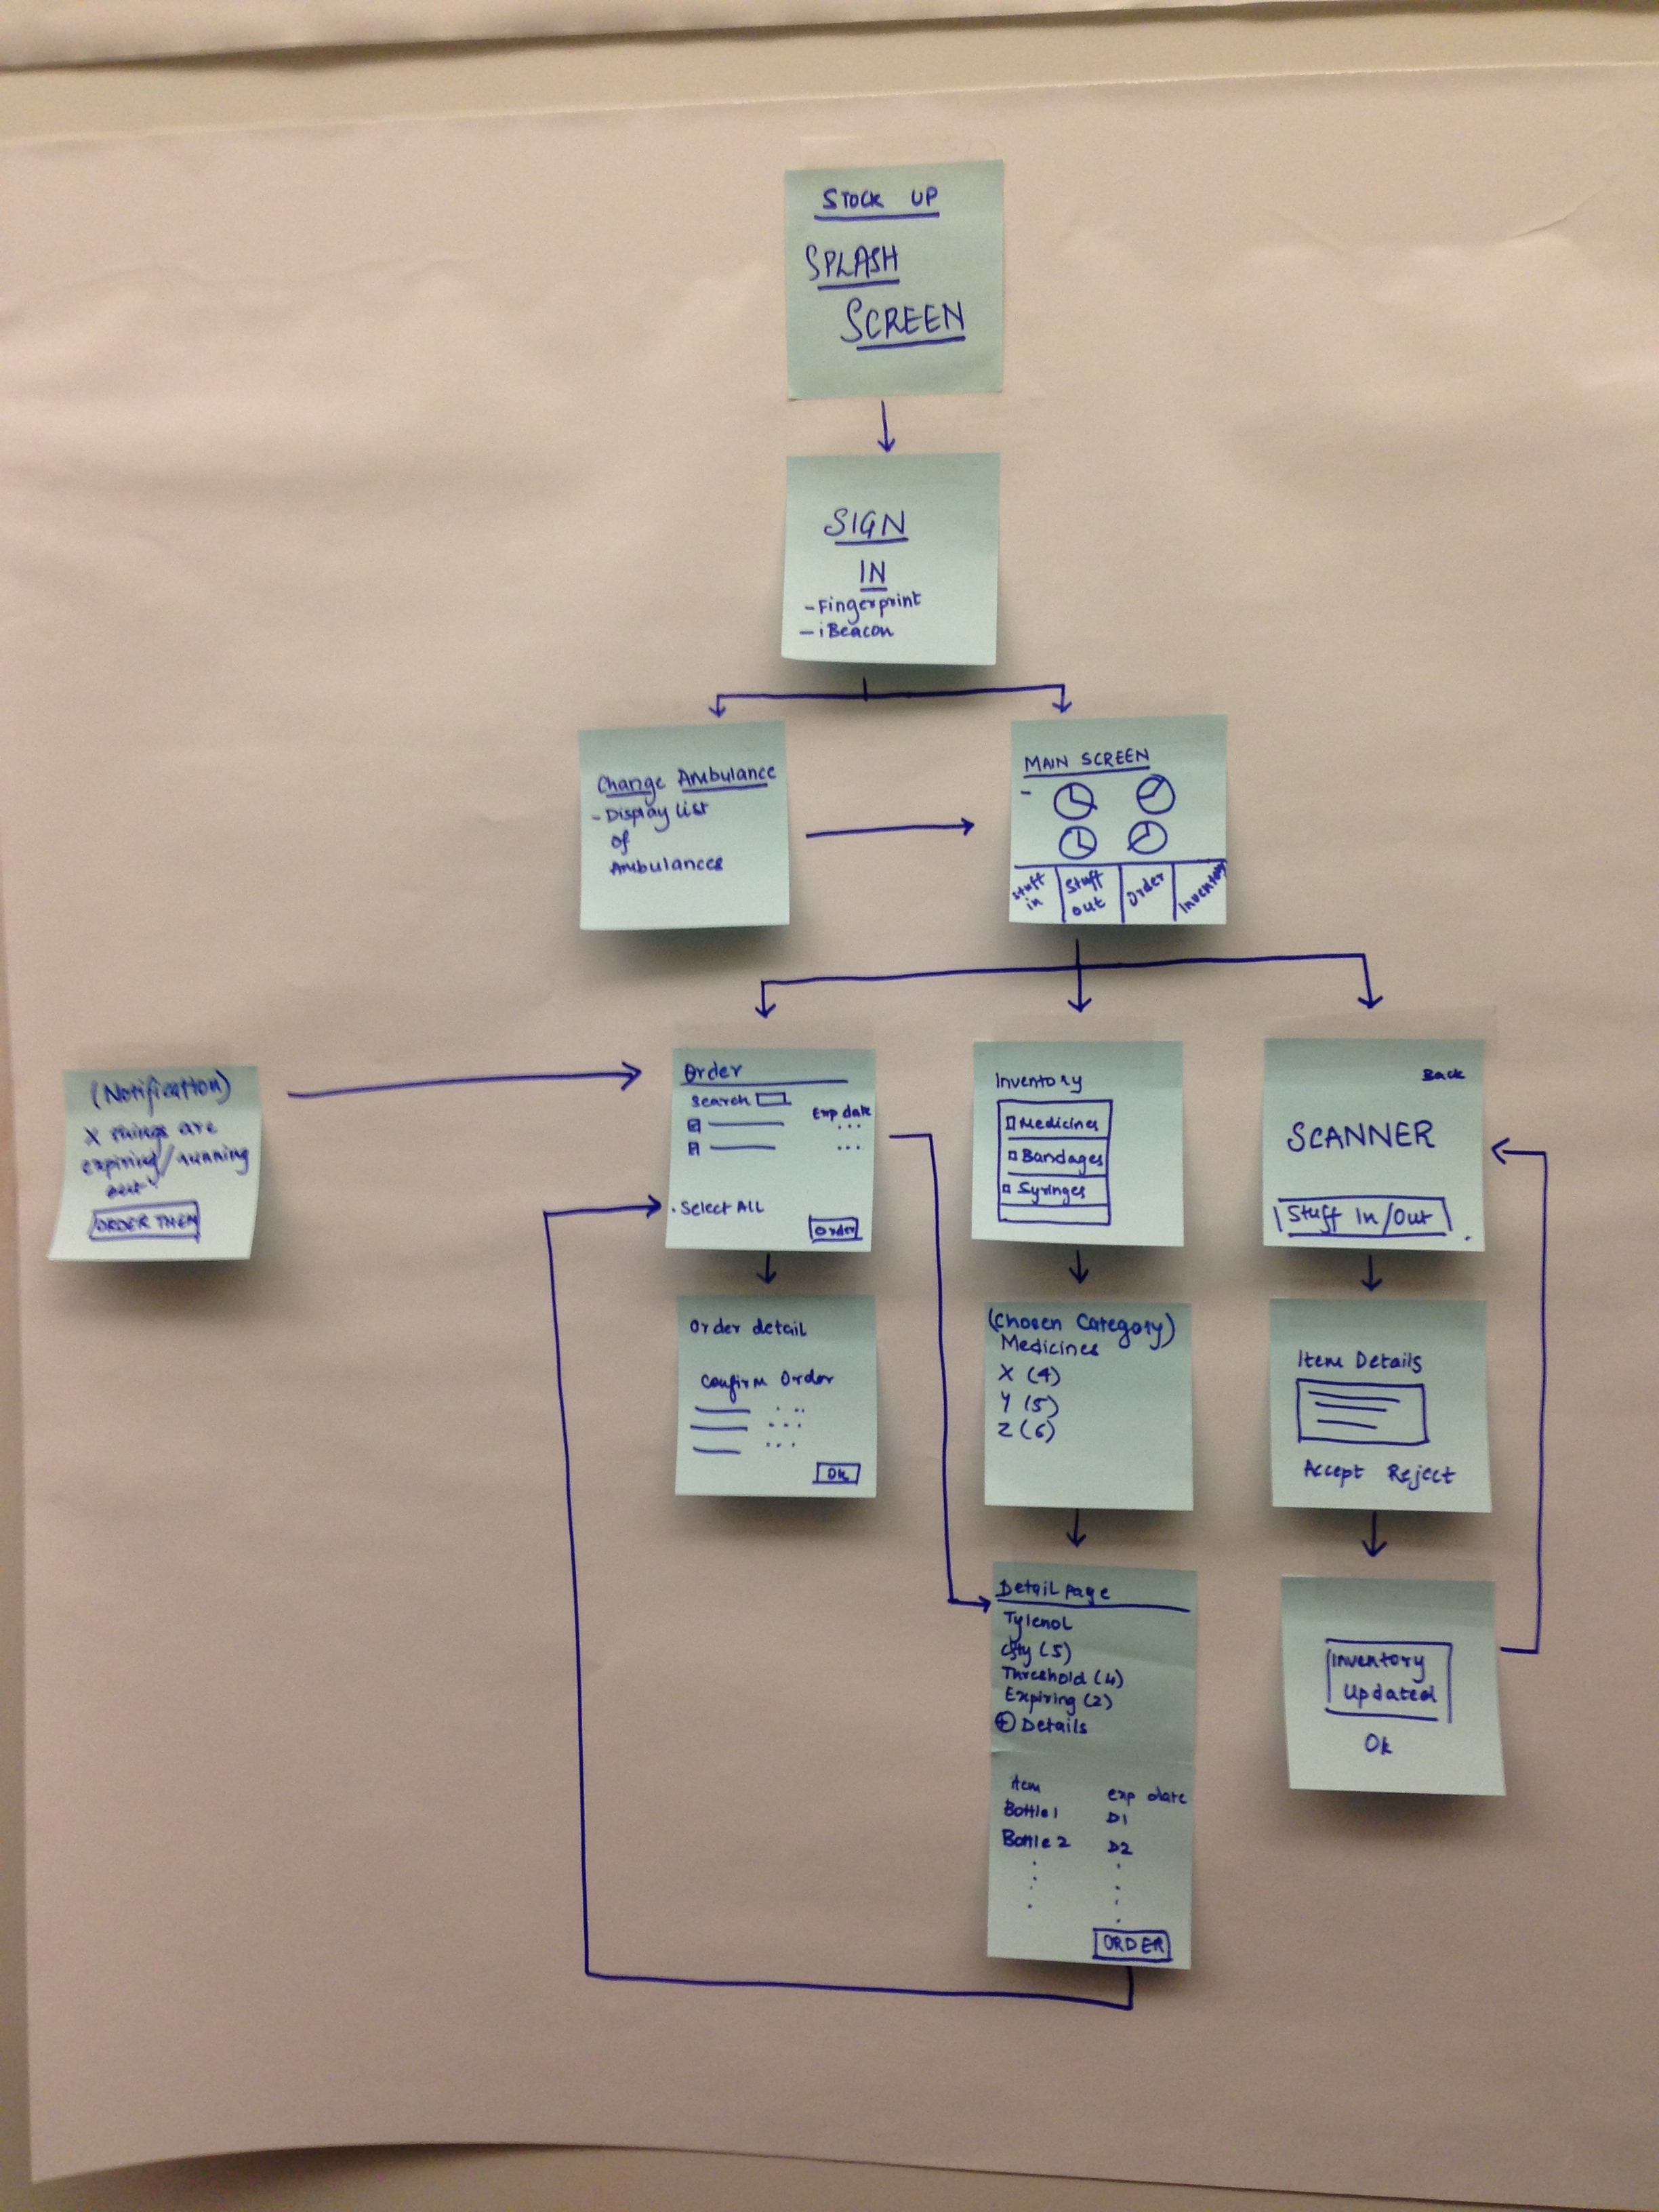 STOCK UP
SPLASH
SCREEN
SIGN
IN
- Fingerprint
- iBeacon
Change Ambulance
- Display list
of
Ambulances
MAIN SCREEN
-
Stuff in
Stuff out
Order
Inventory
(Notification)
X things are
expiring/running
out
ORDER THEM
Order
Search
Exp date
...
...
. Select ALL
Order
Inventory
Medicines
Bandages
Syringes
Back
SCANNER
Stuff In/Out
Order detail
Confirm Order
OK
(Chosen Category)
Medicines
X (4)
Y (5)
Z (6)
Item Details
Accept Reject
Detail page
Tylenol
Qty (5)
Threshold (4)
Expiring (2)
+ Details
item exp date
Bottle 1 D1
Bottle 2 D2
ORDER
Inventory
Updated
Ok